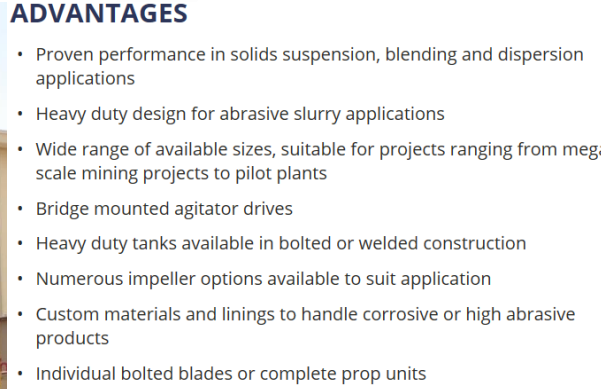 ADVANTAGES
• Proven performance in solids suspension, blending and dispersion
applications
• Heavy duty design for abrasive slurry applications
• Wide range of available sizes, suitable for projects ranging from mega
scale mining projects to pilot plants
• Bridge mounted agitator drives
• Heavy duty tanks available in bolted or welded construction
• Numerous impeller options available to suit application
• Custom materials and linings to handle corrosive or high abrasive
products
• Individual bolted blades or complete prop units